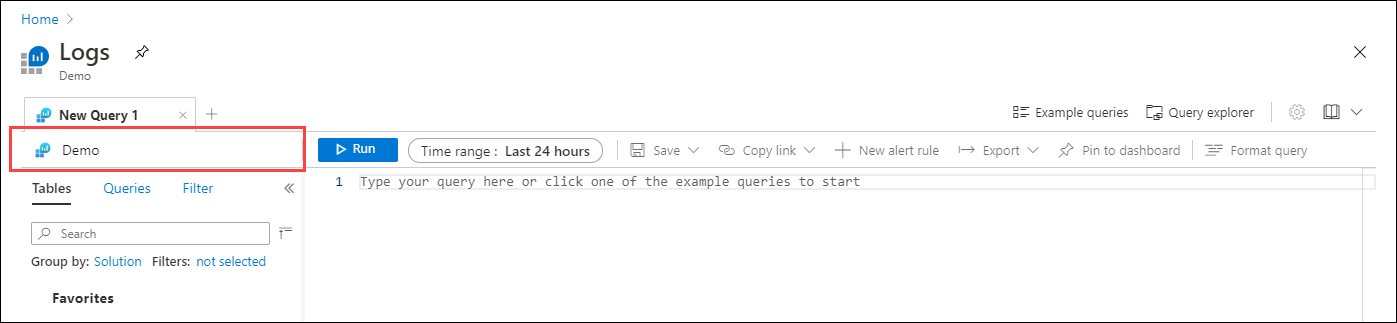 Home
Logs
Demo
New Query 1
Example queries Query explorer
Demo
Run Time range : Last 24 hours Save Copy link New alert rule Export Pin to dashboard Format query
Tables Queries Filter
1 Type your query here or click one of the example queries to start
Search
Group by: Solution Filters: not selected
Favorites